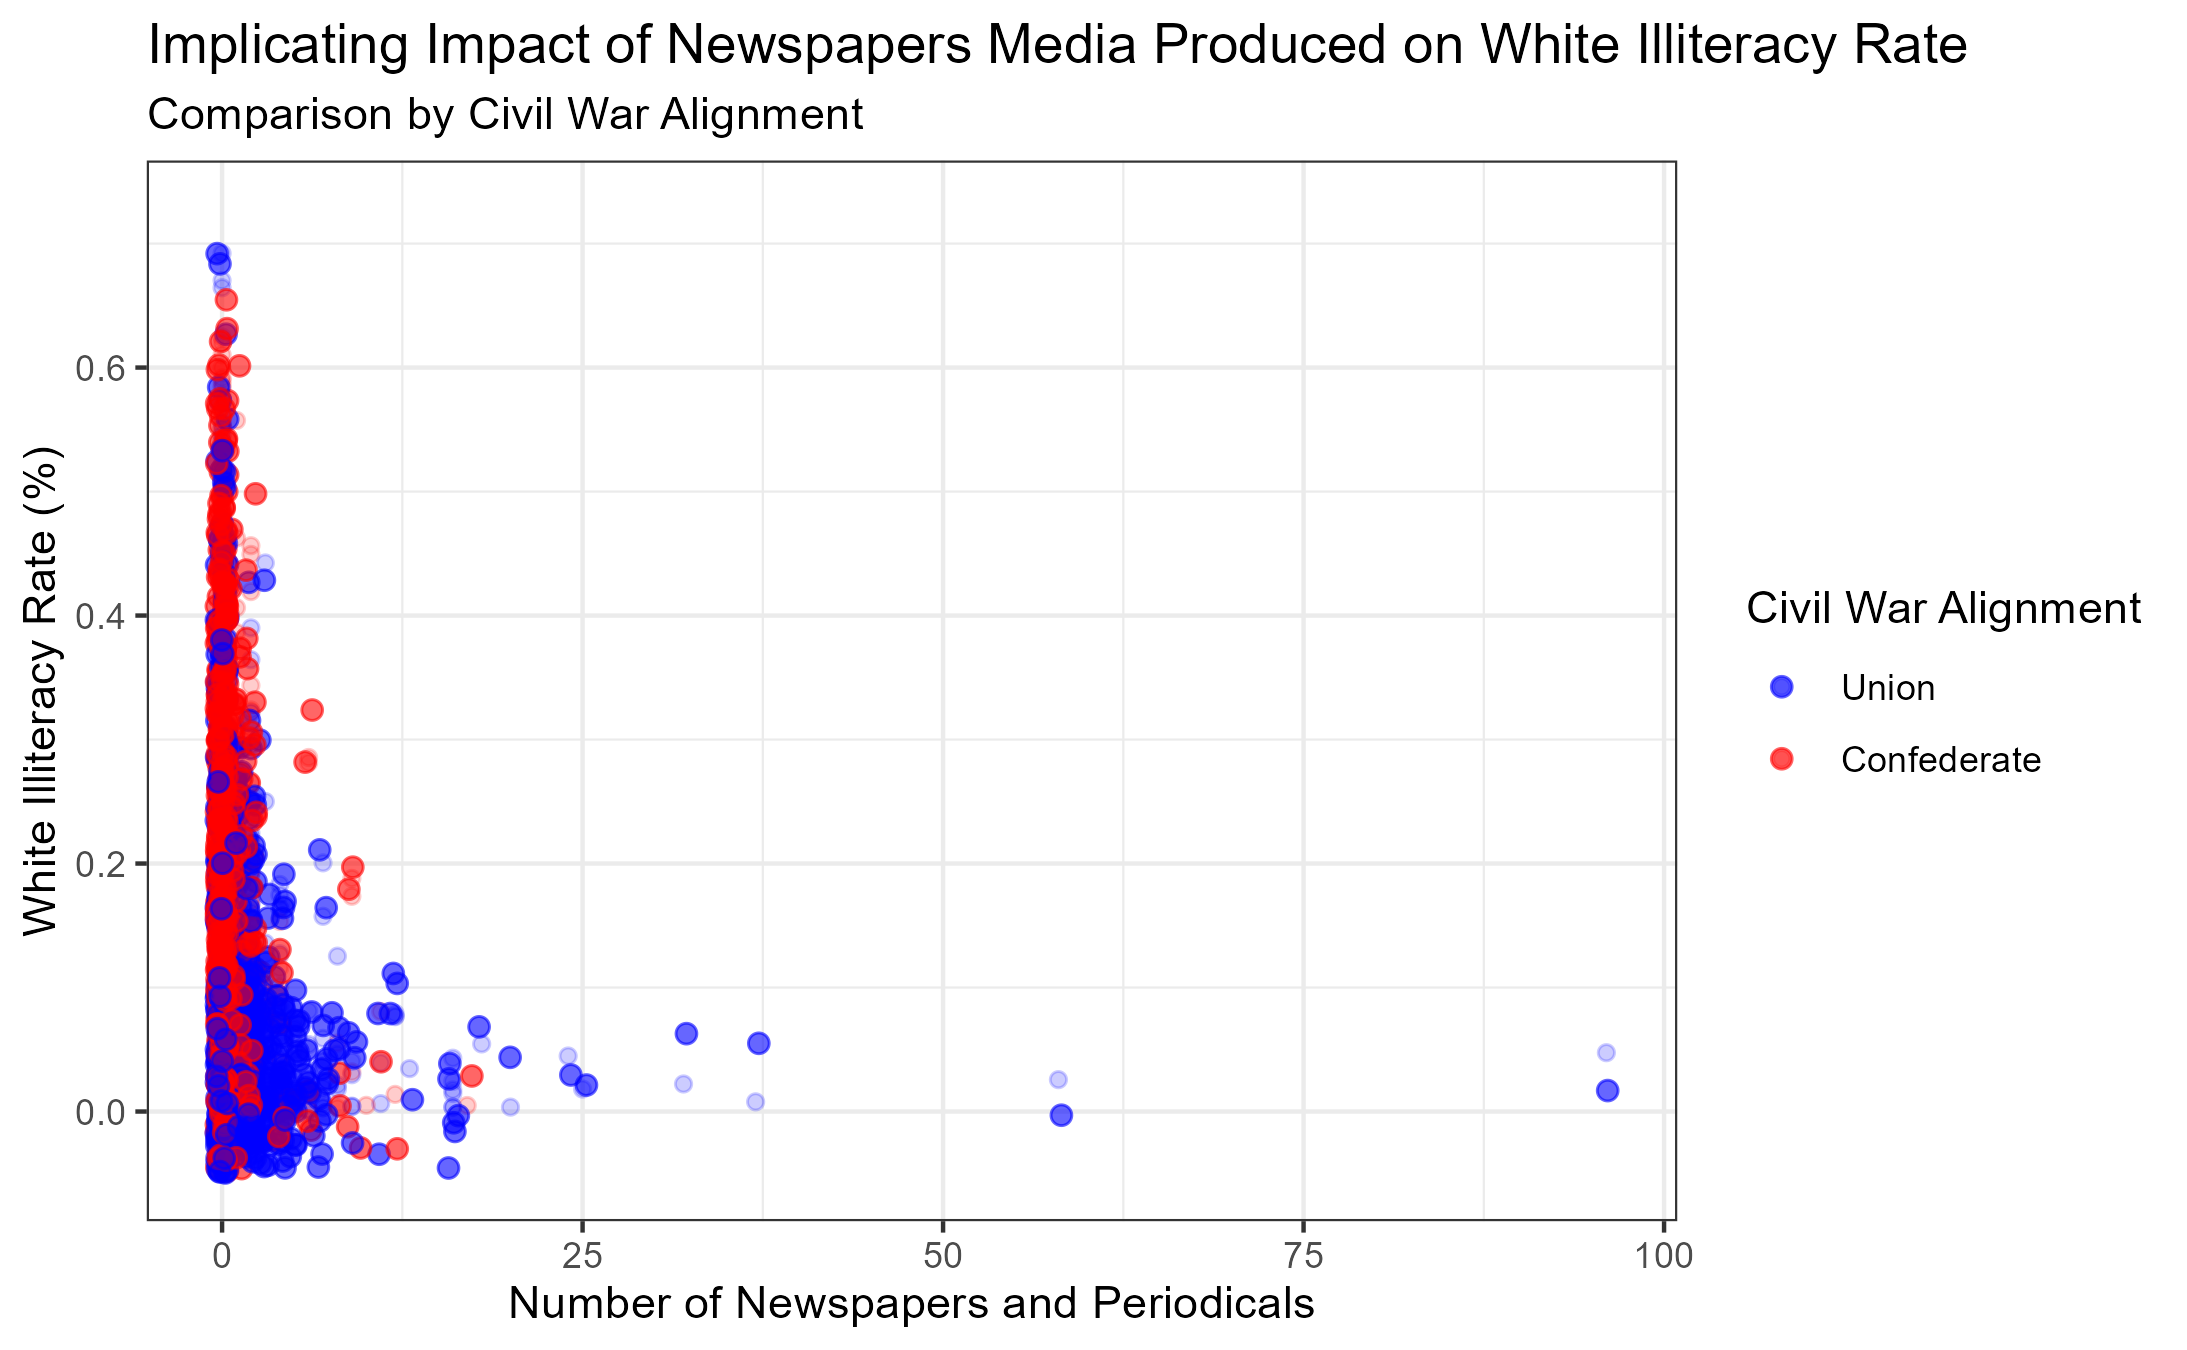 Implicating Impact of Newspapers Media Produced on White Illiteracy Rate
Comparison by Civil War Alignment
White Illiteracy Rate (%)
0.6
0.4
0.2
0.0
0 25 50 75 100
Number of Newspapers and Periodicals
Civil War Alignment
Union
Confederate